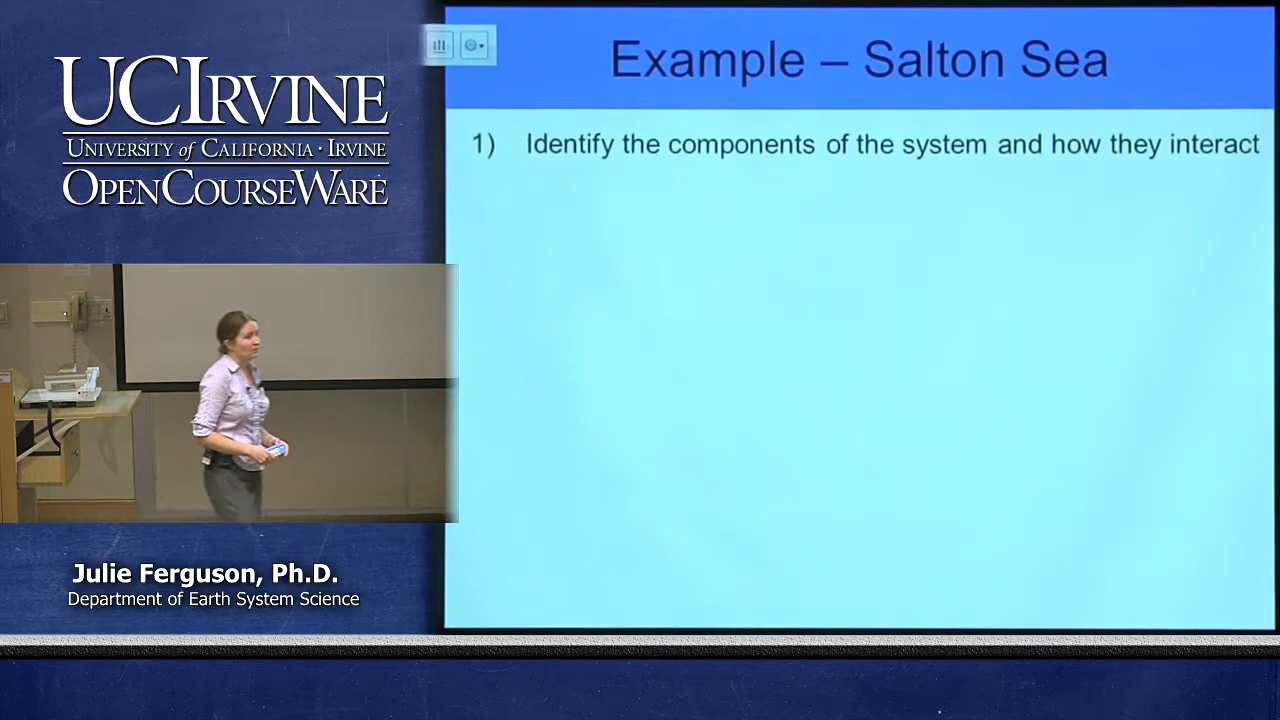 UCIRVINE
UNIVERSITY of CALIFORNIA · IRVINE
OPENCOURSEWARE
Example – Salton Sea
1) Identify the components of the system and how they interact
Julie Ferguson, Ph.D.
Department of Earth System Science